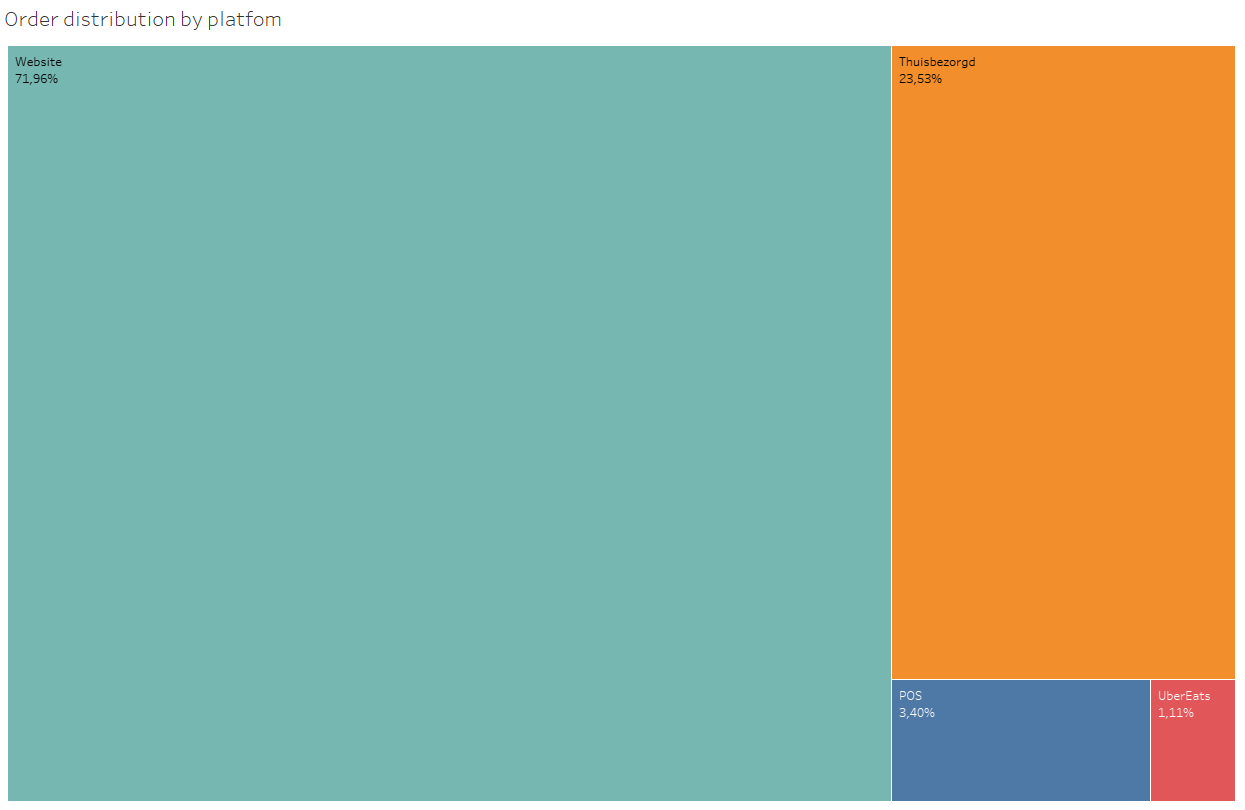 Order distribution by platfom
Website
71,96%
Thuisbezorgd
23,53%
POS
3,40%
UberEats
1,11%